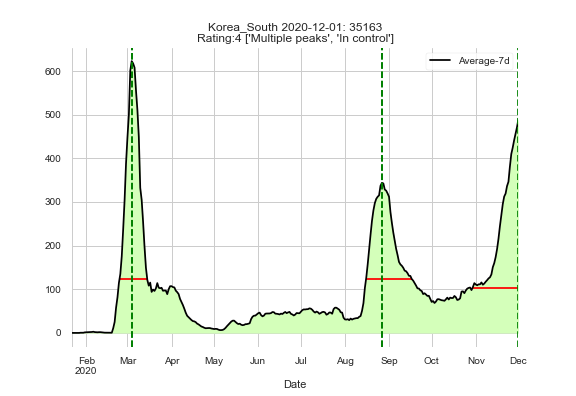 Korea_South 2020-12-01: 35163
Rating:4 ['Multiple peaks', 'In control']
Average-7d
600
500
400
300
200
100
0
Feb Mar Apr May Jun Jul Aug Sep Oct Nov Dec
2020
Date